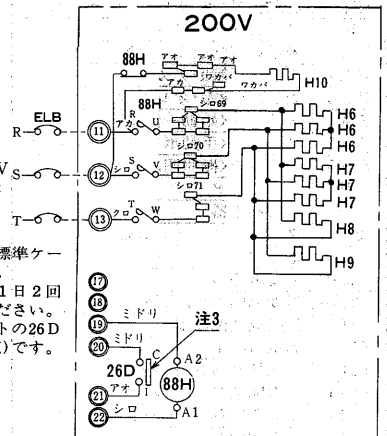 200V
88H
アオ
アオ
アオ
H10
アカ
ワカバ
ワカバ
88H
シロ69
ELB
R
11
アカ
R
U
H6
H6
シロ70
H6
V
S
12
シロ
S
V
H7
シロ71
H7
H7
T
13
クロ
T
W
H8
標準ケー
H9
17
1日2回
18
ださい。
19
ミドリ
注3
トの26D
20
ミドリ
)です。
C
A2
26D
88H
21
アオ
1
22
シロ
A1